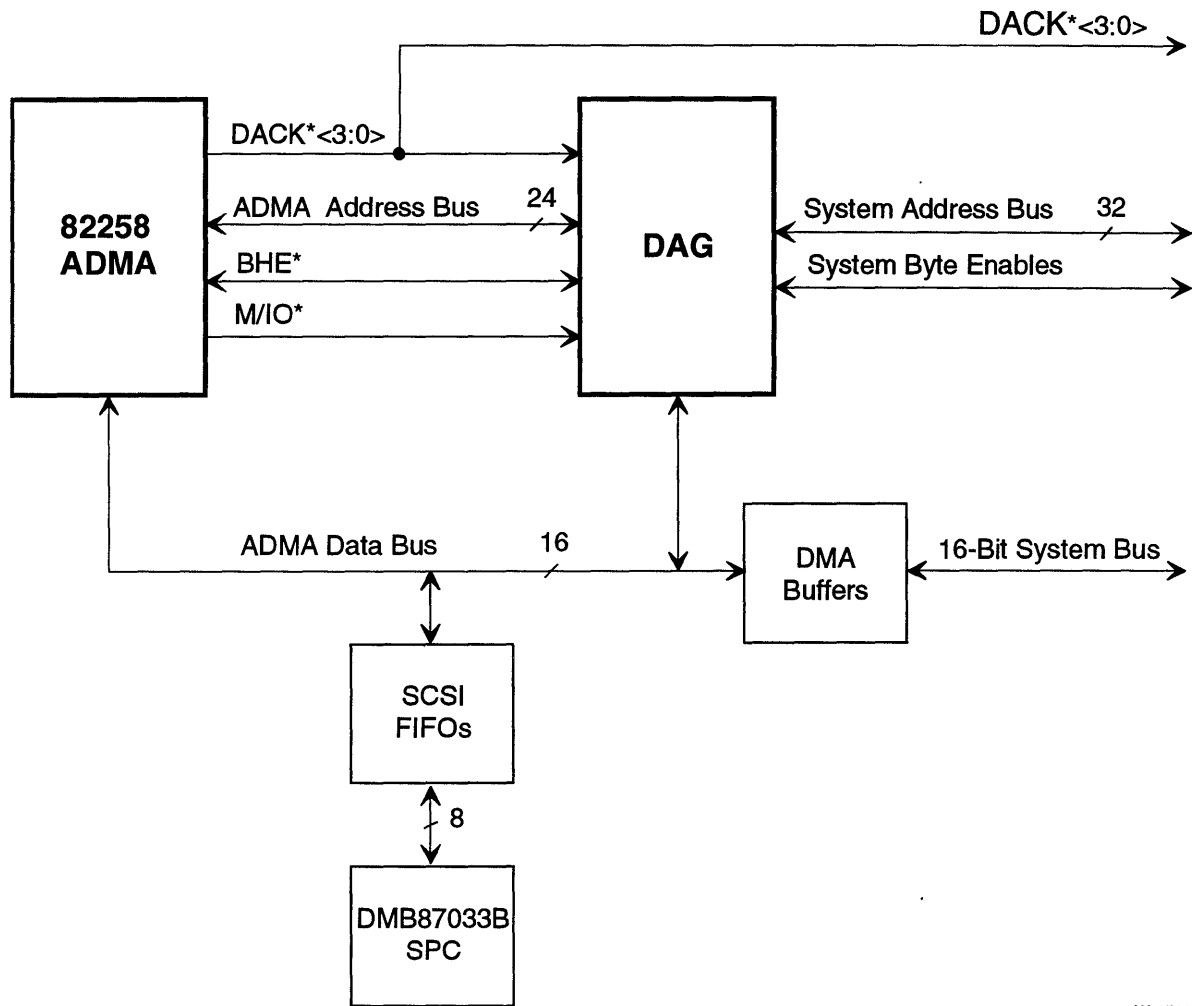 DACK*<3:0>
DACK*<3:0>
ADMA Address Bus
24
82258
ADMA
BHE*
M/IO*
DAG
System Address Bus
32
System Byte Enables
ADMA Data Bus
16
DMA
Buffers
16-Bit System Bus
SCSI
FIFOs
8
DMB87033B
SPC